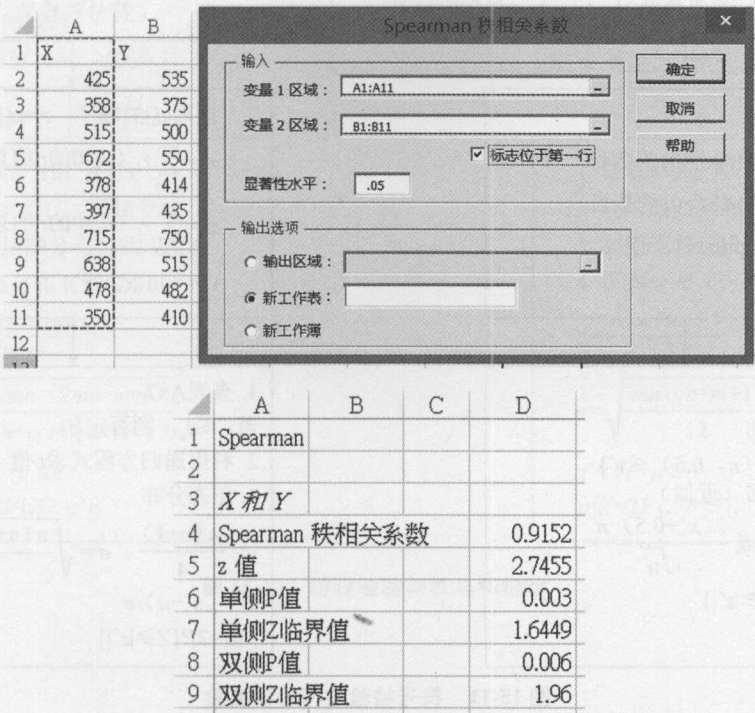 Spearman 秩相关系数
A B
1 X Y
2 425 535
3 358 375
4 515 500
5 672 550
6 378 414
7 397 435
8 715 750
9 638 515
10 478 482
11 350 410
12
输入
变量 1 区域： A1:A11
变量 2 区域： B1:B11
标志位于第一行
显著性水平： .05
确定
取消
帮助
输出选项
输出区域：
新工作表：
新工作簿
A B C D
1 Spearman
2
3 X 和 Y
4 Spearman 秩相关系数 0.9152
5 z 值 2.7455
6 单侧P值 0.003
7 单侧Z临界值 1.6449
8 双侧P值 0.006
9 双侧Z临界值 1.96